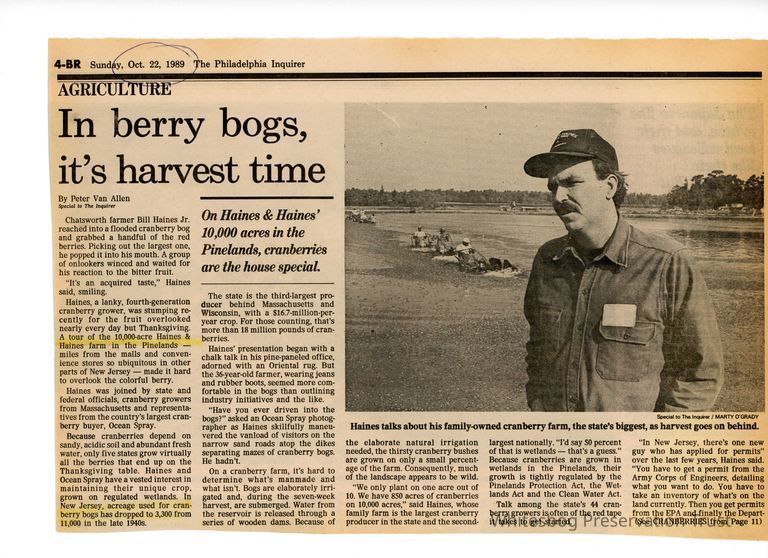 4-BR Sunday, Oct. 22, 1989 The Philadelphia Inquirer
AGRICULTURE
In berry bogs,
it's harvest time
By Peter Van Allen
Special to The Inquirer
Chatsworth farmer Bill Haines Jr.
reached into a flooded cranberry bog
and grabbed a handful of the red
berries. Picking out the largest one,
he popped it into his mouth. A group
of onlookers winced and waited for
his reaction to the bitter fruit.
"It's an acquired taste," Haines
said, smiling.
Haines, a lanky, fourth-generation
cranberry grower, was stumping re-
cently for the fruit overlooked
nearly every day but Thanksgiving.
A tour of the 10,000-acre Haines &
Haines farm in the Pinelands —
miles from the malls and conven-
ience stores so ubiquitous in other
parts of New Jersey — made it hard
to overlook the colorful berry.
Haines was joined by state and
federal officials, cranberry growers
from Massachusetts and representa-
tives from the country's largest cran-
berry buyer, Ocean Spray.
Because cranberries depend on
sandy, acidic soil and abundant fresh
water, only five states grow virtually
all the berries that end up on the
Thanksgiving table. Haines and
Ocean Spray have a vested interest in
maintaining their unique crop,
grown on regulated wetlands. In
New Jersey, acreage used for cran-
berry bogs has dropped to 3,300 from
11,000 in the late 1940s.
On Haines & Haines'
10,000 acres in the
Pinelands, cranberries
are the house special.
The state is the third-largest pro-
ducer behind Massachusetts and
Wisconsin, with a $16.7-million-per-
year crop. For those counting, that's
more than 18 million pounds of cran-
berries.
Haines' presentation began with a
chalk talk in his pine-paneled office,
adorned with an Oriental rug. But
the 36-year-old farmer, wearing jeans
and rubber boots, seemed more com-
fortable in the bogs than outlining
industry initiatives and the like.
"Have you ever driven into the
bogs?" asked an Ocean Spray photog-
rapher as Haines skillfully maneu-
vered the vanload of visitors on the
narrow sand roads atop the dikes
separating mazes of cranberry bogs.
He hadn't.
On a cranberry farm, it's hard to
determine what's manmade and
what isn't. Bogs are elaborately irri-
gated and, during the seven-week
harvest, are submerged. Water from
the reservoir is released through a
series of wooden dams. Because of
Special to The Inquirer / MARTY O'GRADY
Haines talks about his family-owned cranberry farm, the state's biggest, as harvest goes on behind.
the elaborate natural irrigation
needed, the thirsty cranberry bushes
are grown on only a small percent-
age of the farm. Consequently, much
of the landscape appears to be wild.
"We only plant on one acre out of
10. We have 850 acres of cranberries
on 10,000 acres," said Haines, whose
family farm is the largest cranberry
producer in the state and the second-
largest nationally. "I'd say 50 percent
of that is wetlands — that's a guess."
Because cranberries are grown in
wetlands in the Pinelands, their
growth is tightly regulated by the
Pinelands Protection Act, the Wet-
lands Act and the Clean Water Act.
Talk among the state's 44 cran-
berry growers is often of the red tape
it takes to get started.
"In New Jersey, there's one new
guy who has applied for permits"
over the last few years, Haines said.
"You have to get a permit from the
Army Corps of Engineers, detailing
what you want to do. You have to
take an inventory of what's on the
land currently. Then you get permits
from the EPA and finally the Depart-
(See CRANBERRIES on Page 11)